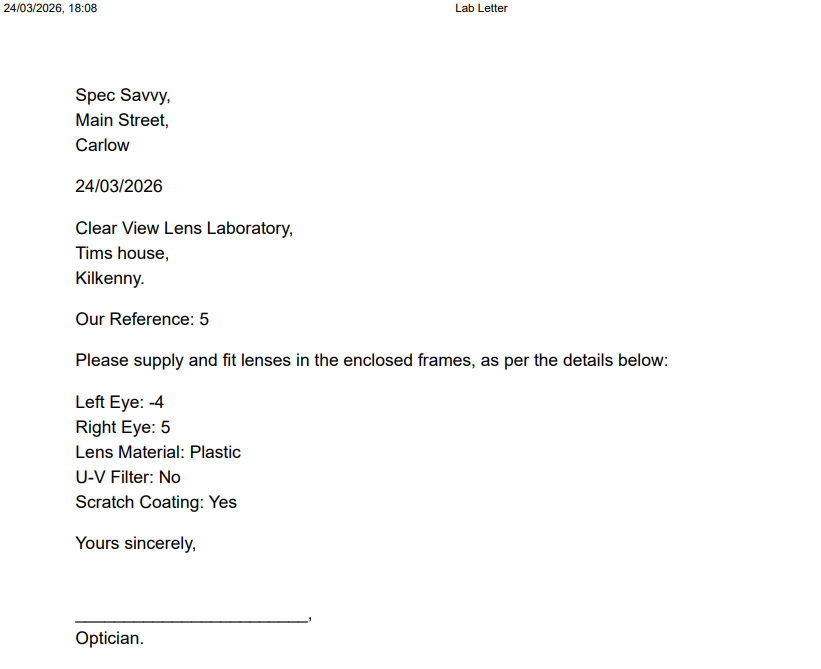 24/03/2026, 18:08 Lab Letter
Spec Savvy,
Main Street,
Carlow
24/03/2026
Clear View Lens Laboratory,
Tims house,
Kilkenny.
Our Reference: 5
Please supply and fit lenses in the enclosed frames, as per the details below:
Left Eye: -4
Right Eye: 5
Lens Material: Plastic
U-V Filter: No
Scratch Coating: Yes
Yours sincerely,
________________________,
Optician.